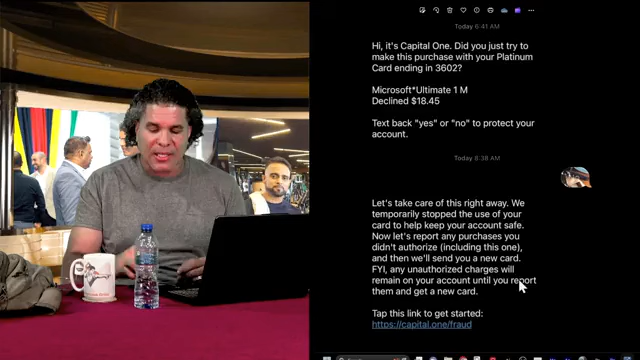 Today 6:41 AM
Hi, it's Capital One. Did you just try to
make this purchase with your Platinum
Card ending in 3602?
Microsoft*Ultimate 1 M
Declined $18.45
Text back "yes" or "no" to protect your
account.
Today 8:38 AM
Let's take care of this right away. We
temporarily stopped the use of your
card to help keep your account safe.
Now let's report any purchases you
didn't authorize (including this one),
and then we'll send you a new card.
FYI, any unauthorized charges will
remain on your account until you report
them and get a new card.
Tap this link to get started:
https://capital.one/fraud